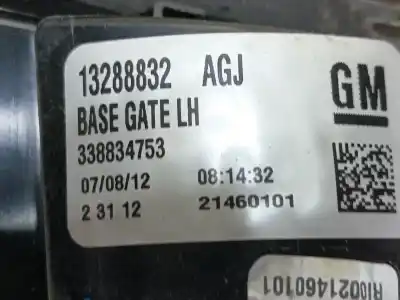 13288832 AGJ
GM
BASE GATE LH
338834753
07/08/12 08:14:32
2 31 12 21460101
RI0021460101